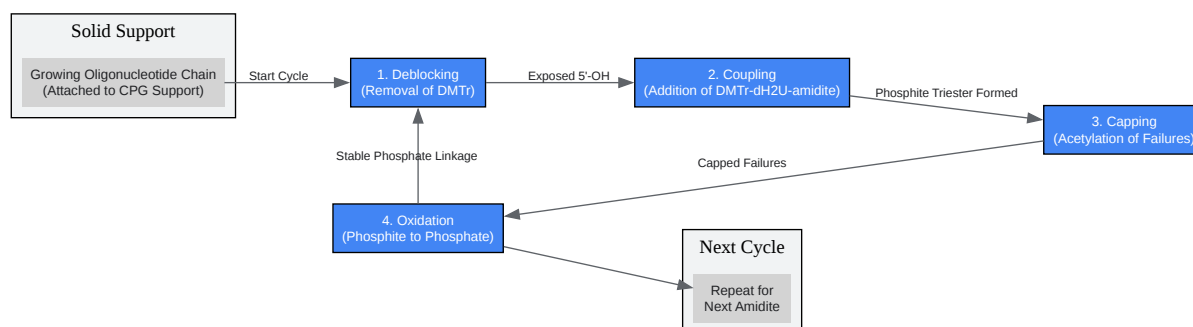 Solid Support
Growing Oligonucleotide Chain
(Attached to CPG Support)
Start Cycle
1. Deblocking
(Removal of DMTr)
Exposed 5'-OH
2. Coupling
(Addition of DMTr-dH2U-amidite)
Phosphite Triester Formed
3. Capping
(Acetylation of Failures)
Capped Failures
Stable Phosphate Linkage
4. Oxidation
(Phosphite to Phosphate)
Next Cycle
Repeat for
Next Amidite